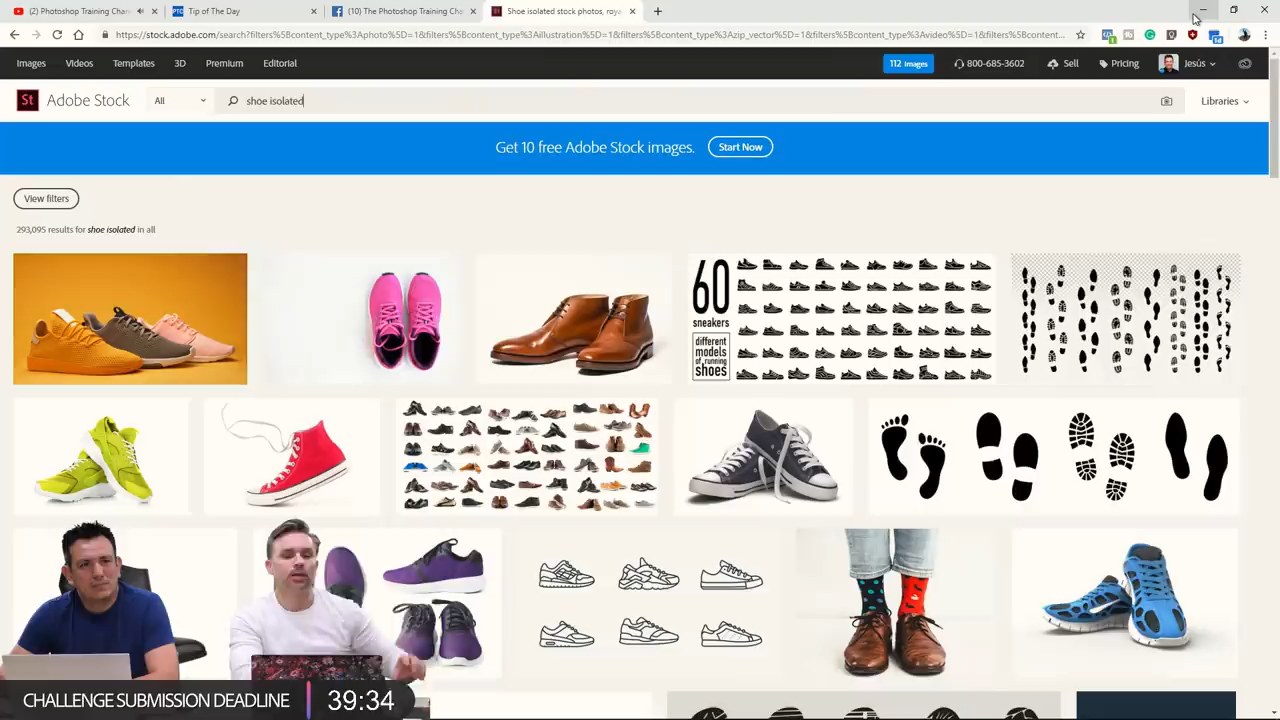 (2) Photoshop Training Chan
Tip of The Day
(10) The Photoshop Training Cha
Shoe isolated stock photos, roya
https://stock.adobe.com/search?filters%5Bcontent_type%3Aphoto%5D=1&filters%5Bcontent_type%3Aillustration%5D=1&filters%5Bcontent_type%3Azip_vector%5D=1&filters%5Bcontent_type%3Avideo%5D=1&filters%5Bcontent_t...
Images Videos Templates 3D Premium Editorial
112 images
800-685-3602
Sell
Pricing
Jesús
St Adobe Stock
All
shoe isolated
Libraries
Get 10 free Adobe Stock images. Start Now
View filters
293,095 results for shoe isolated in all
60
sneakers
different
models
of running
shoes
CHALLENGE SUBMISSION DEADLINE 39:34